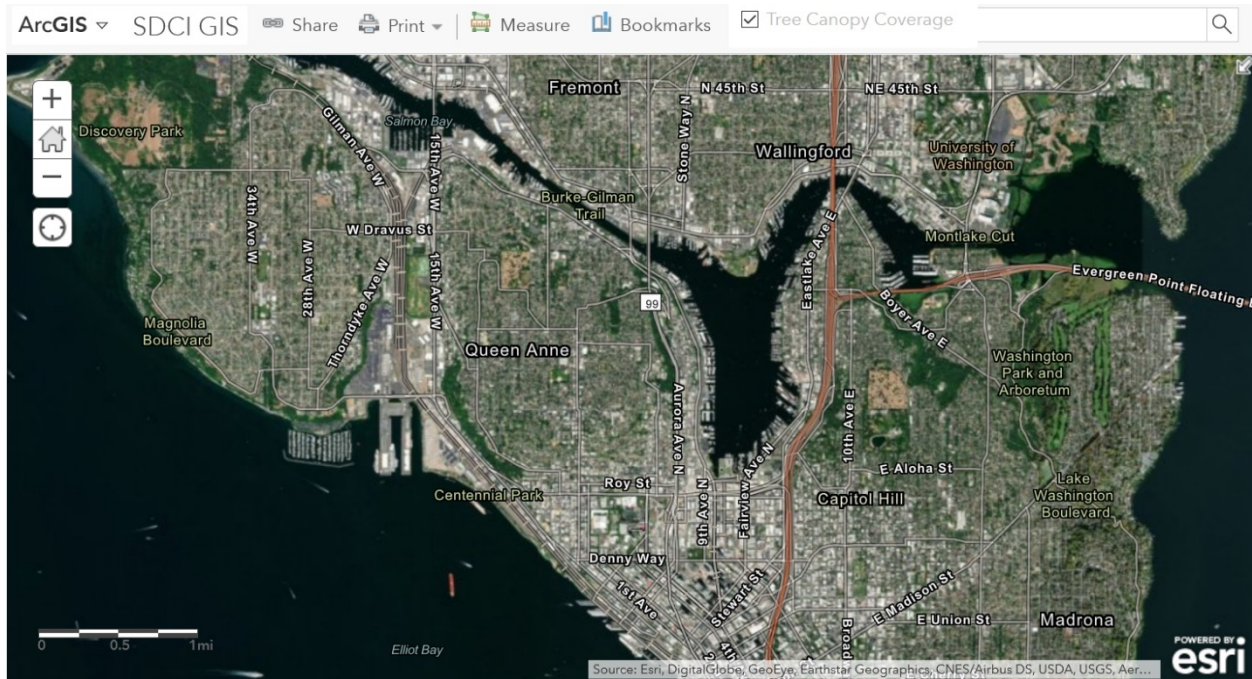 ArcGIS SDCI GIS Share Print Measure Bookmarks Tree Canopy Coverage
Fremont
N 45th St
NE 45th St
Discovery Park
Gilman Ave W
Salmon Bay
15th Ave W
Stone Way N
Wallingford
University of
Washington
34th Ave W
Burke-Gilman
Trail
W Dravus St
28th Ave W
15th Ave W
Eastlake Ave E
Montlake Cut
Evergreen Point Floating
Thorndyke Ave W
99
Boyer Ave E
Magnolia
Boulevard
Queen Anne
Washington
Park and
Arboretum
Aurora Ave N
10th Ave E
E Aloha St
Centennial Park
Roy St
9th Ave N
Fairview Ave N
Capitol Hill
Lake
Washington
Boulevard
Denny Way
1st Ave
Stewart St
E Madison St
E Union St
Madrona
4th
Broad
0 0.5 1mi
Elliot Bay
Source: Esri, DigitalGlobe, GeoEye, Earthstar Geographics, CNES/Airbus DS, USDA, USGS, Aer...
POWERED BY
esri